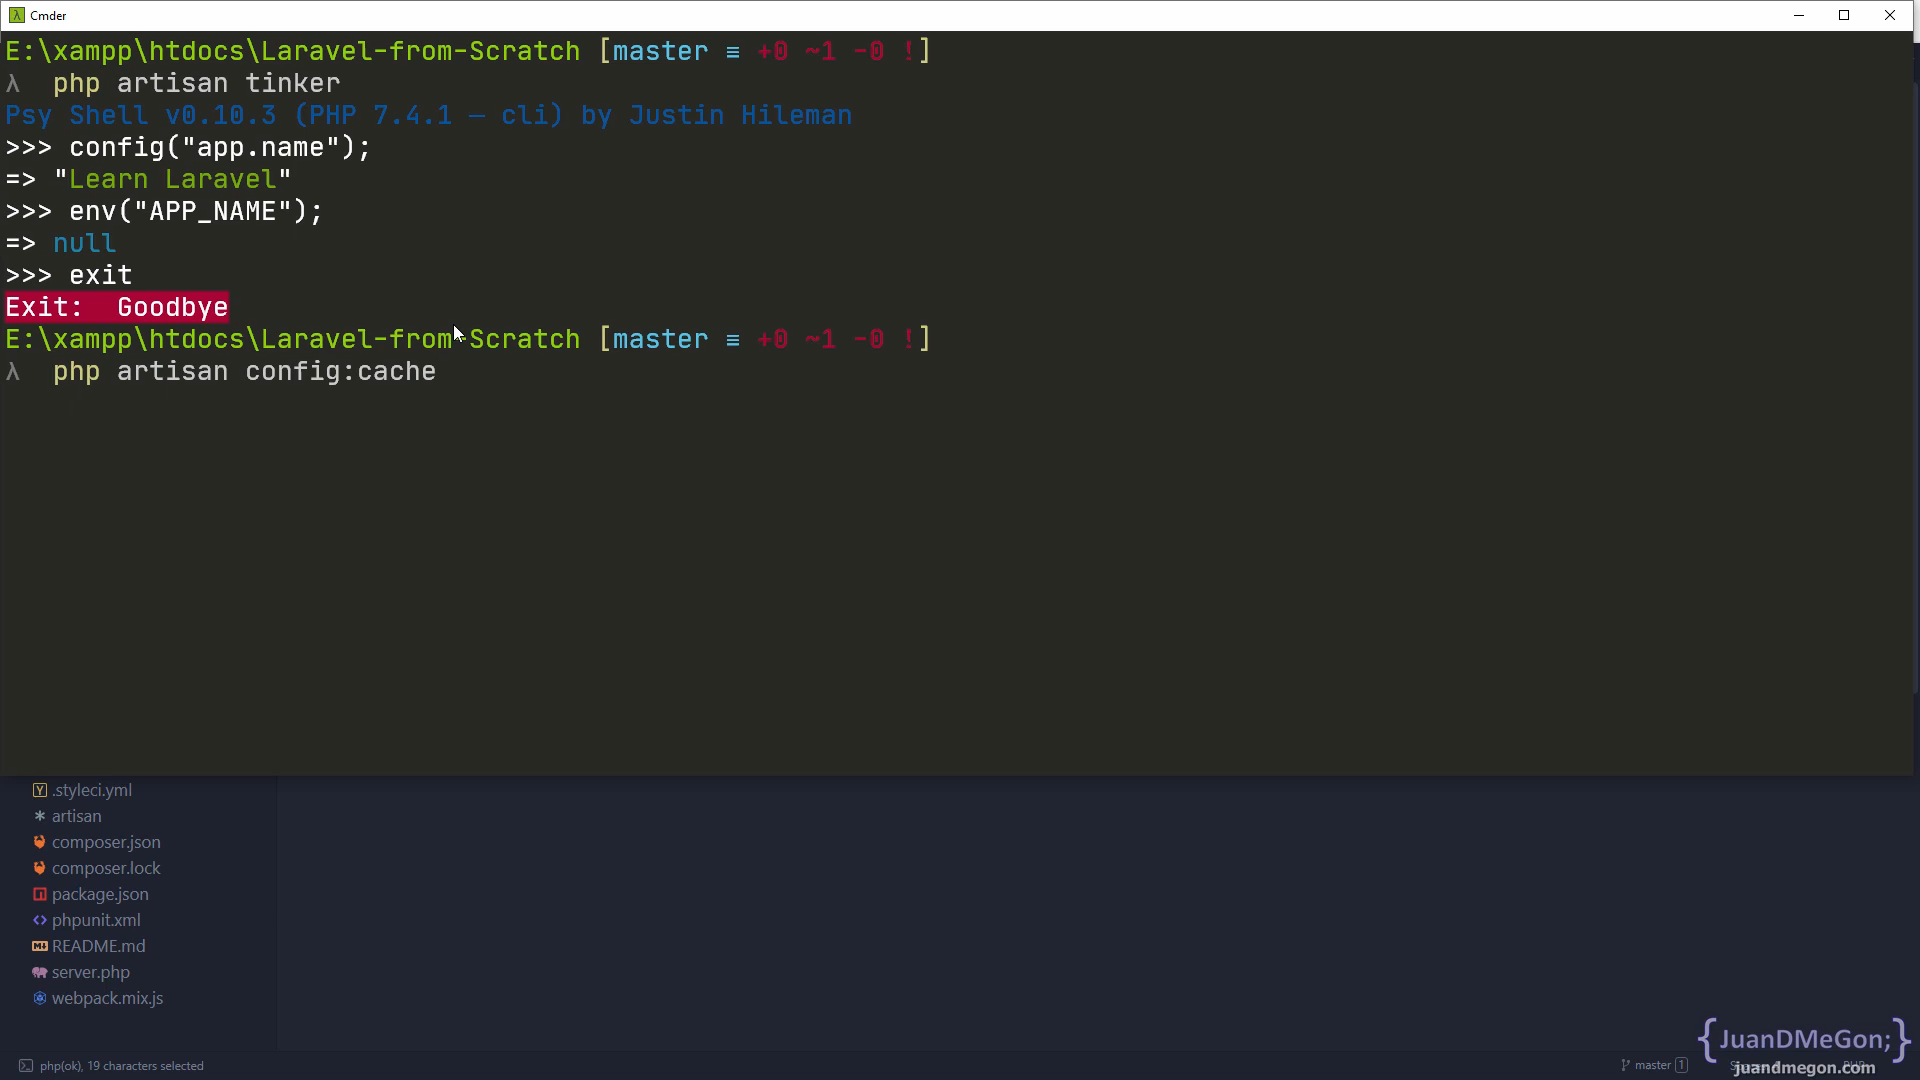 Cmder
E:\xampp\htdocs\Laravel-from-Scratch [master ≡ +0 ~1 -0 !]
λ  php artisan tinker
Psy Shell v0.10.3 (PHP 7.4.1 — cli) by Justin Hileman
>>> config("app.name");
=> "Learn Laravel"
>>> env("APP_NAME");
=> null
>>> exit
Exit:  Goodbye
E:\xampp\htdocs\Laravel-from-Scratch [master ≡ +0 ~1 -0 !]
λ  php artisan config:cache
.styleci.yml
artisan
composer.json
composer.lock
package.json
phpunit.xml
README.md
server.php
webpack.mix.js
{JuanDMeGon;}
php(ok), 19 characters selected
master 1
juandmegon.com